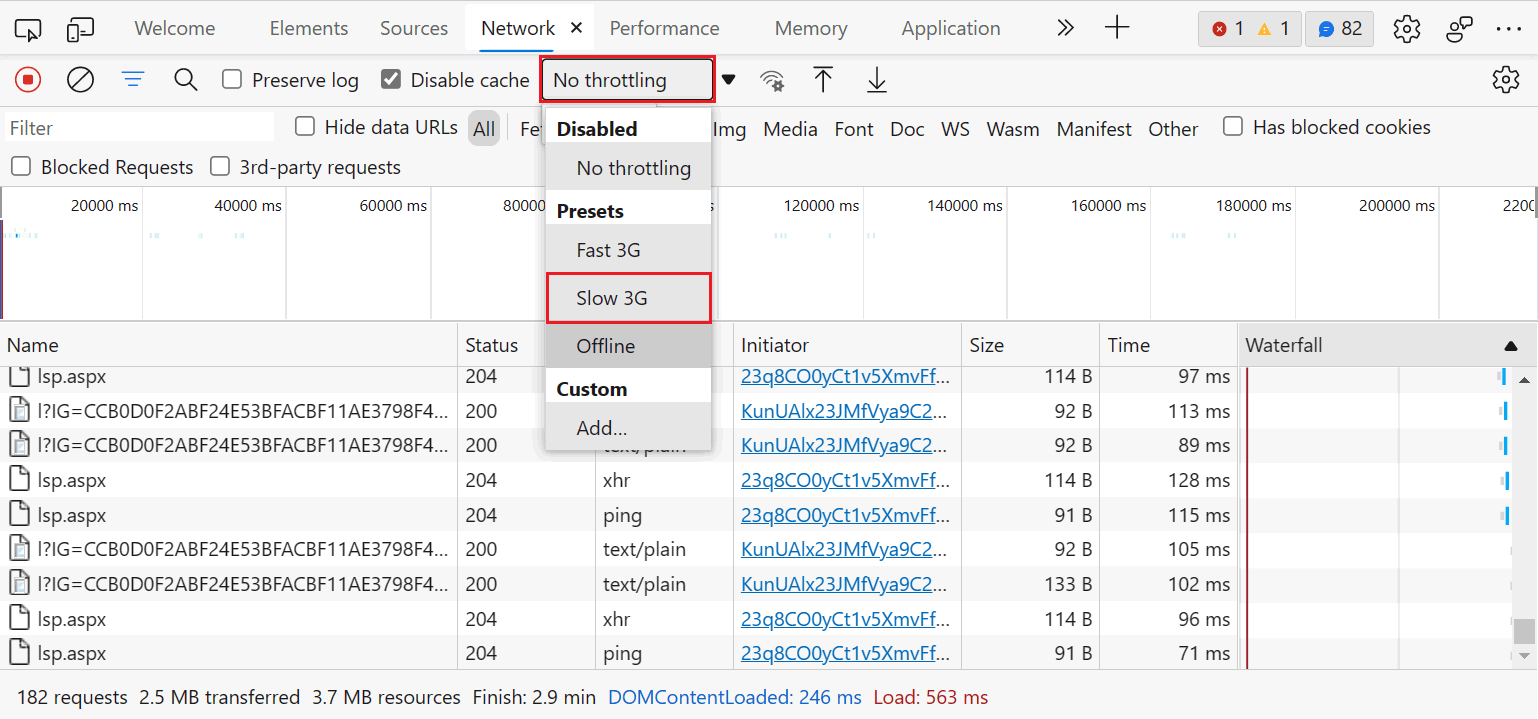 Welcome Elements Sources Network Performance Memory Application 1 1 82
Preserve log Disable cache No throttling
Filter Hide data URLs All Img Media Font Doc WS Wasm Manifest Other Has blocked cookies
Blocked Requests 3rd-party requests
Disabled
No throttling
Presets
Fast 3G
Slow 3G
Offline
Custom
Add...
20000 ms 40000 ms 60000 ms 120000 ms 140000 ms 160000 ms 180000 ms 200000 ms
Name Status Initiator Size Time Waterfall
lsp.aspx 204 23q8CO0yCt1v5XmvFf... 114 B 97 ms
l?IG=CCB0D0F2ABF24E53BFACBF11AE3798F4... 200 KunUAlx23JMfVya9C2... 92 B 113 ms
l?IG=CCB0D0F2ABF24E53BFACBF11AE3798F4... 200 text/plain KunUAlx23JMfVya9C2... 92 B 89 ms
lsp.aspx 204 xhr 23q8CO0yCt1v5XmvFf... 114 B 128 ms
lsp.aspx 204 ping 23q8CO0yCt1v5XmvFf... 91 B 115 ms
l?IG=CCB0D0F2ABF24E53BFACBF11AE3798F4... 200 text/plain KunUAlx23JMfVya9C2... 92 B 105 ms
l?IG=CCB0D0F2ABF24E53BFACBF11AE3798F4... 200 text/plain KunUAlx23JMfVya9C2... 133 B 102 ms
lsp.aspx 204 xhr 23q8CO0yCt1v5XmvFf... 114 B 96 ms
lsp.aspx 204 ping 23q8CO0yCt1v5XmvFf... 91 B 71 ms
182 requests 2.5 MB transferred 3.7 MB resources Finish: 2.9 min DOMContentLoaded: 246 ms Load: 563 ms